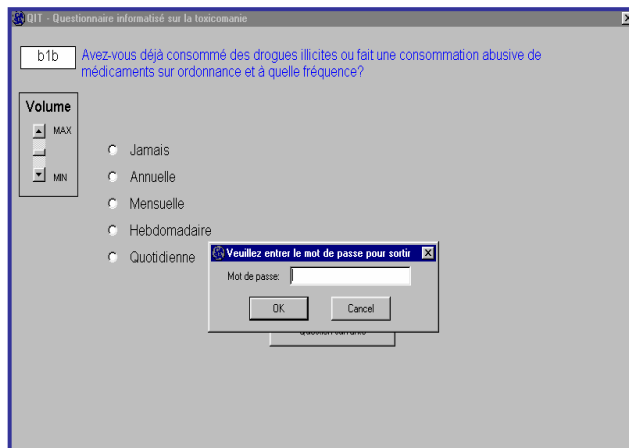 QIT - Questionnaire informatisé sur la toxicomanie
b1b
Avez-vous déjà consommé des drogues illicites ou fait une consommation abusive de
médicaments sur ordonnance et à quelle fréquence?
Volume
MAX
MIN
Jamais
Annuelle
Mensuelle
Hebdomadaire
Quotidienne
Veuillez entrer le mot de passe pour sortir
Mot de passe:
OK
Cancel